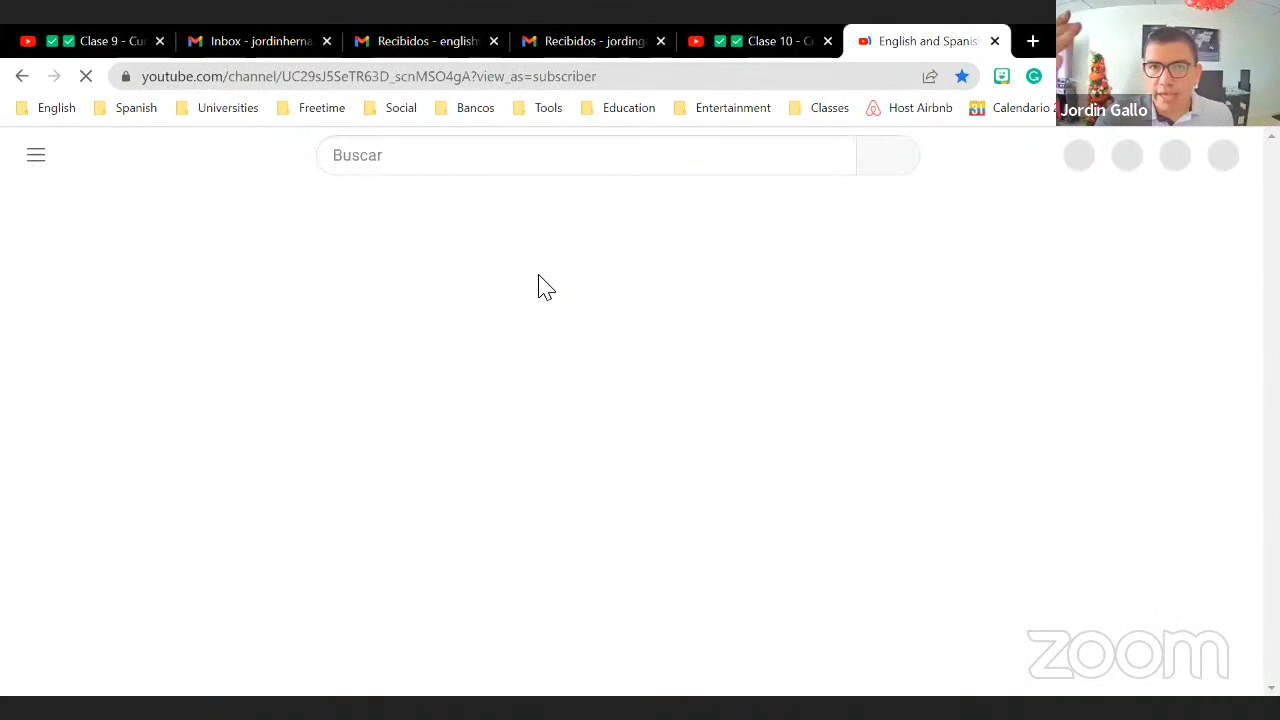 Clase 9 - Cu
Inbox - jordinherna
Recibidos - english
Recibidos - jording
Clase 10 - C
English and Spanis
youtube.com/channel/UC29sJ5SeTR63D_scnMSO4gA?view_as=subscriber
English
Spanish
Universities
Freetime
Social
Bancos
Tools
Education
Entertainment
Classes
Host Airbnb
31
Calendario
Jordin Gallo
Buscar
zoom